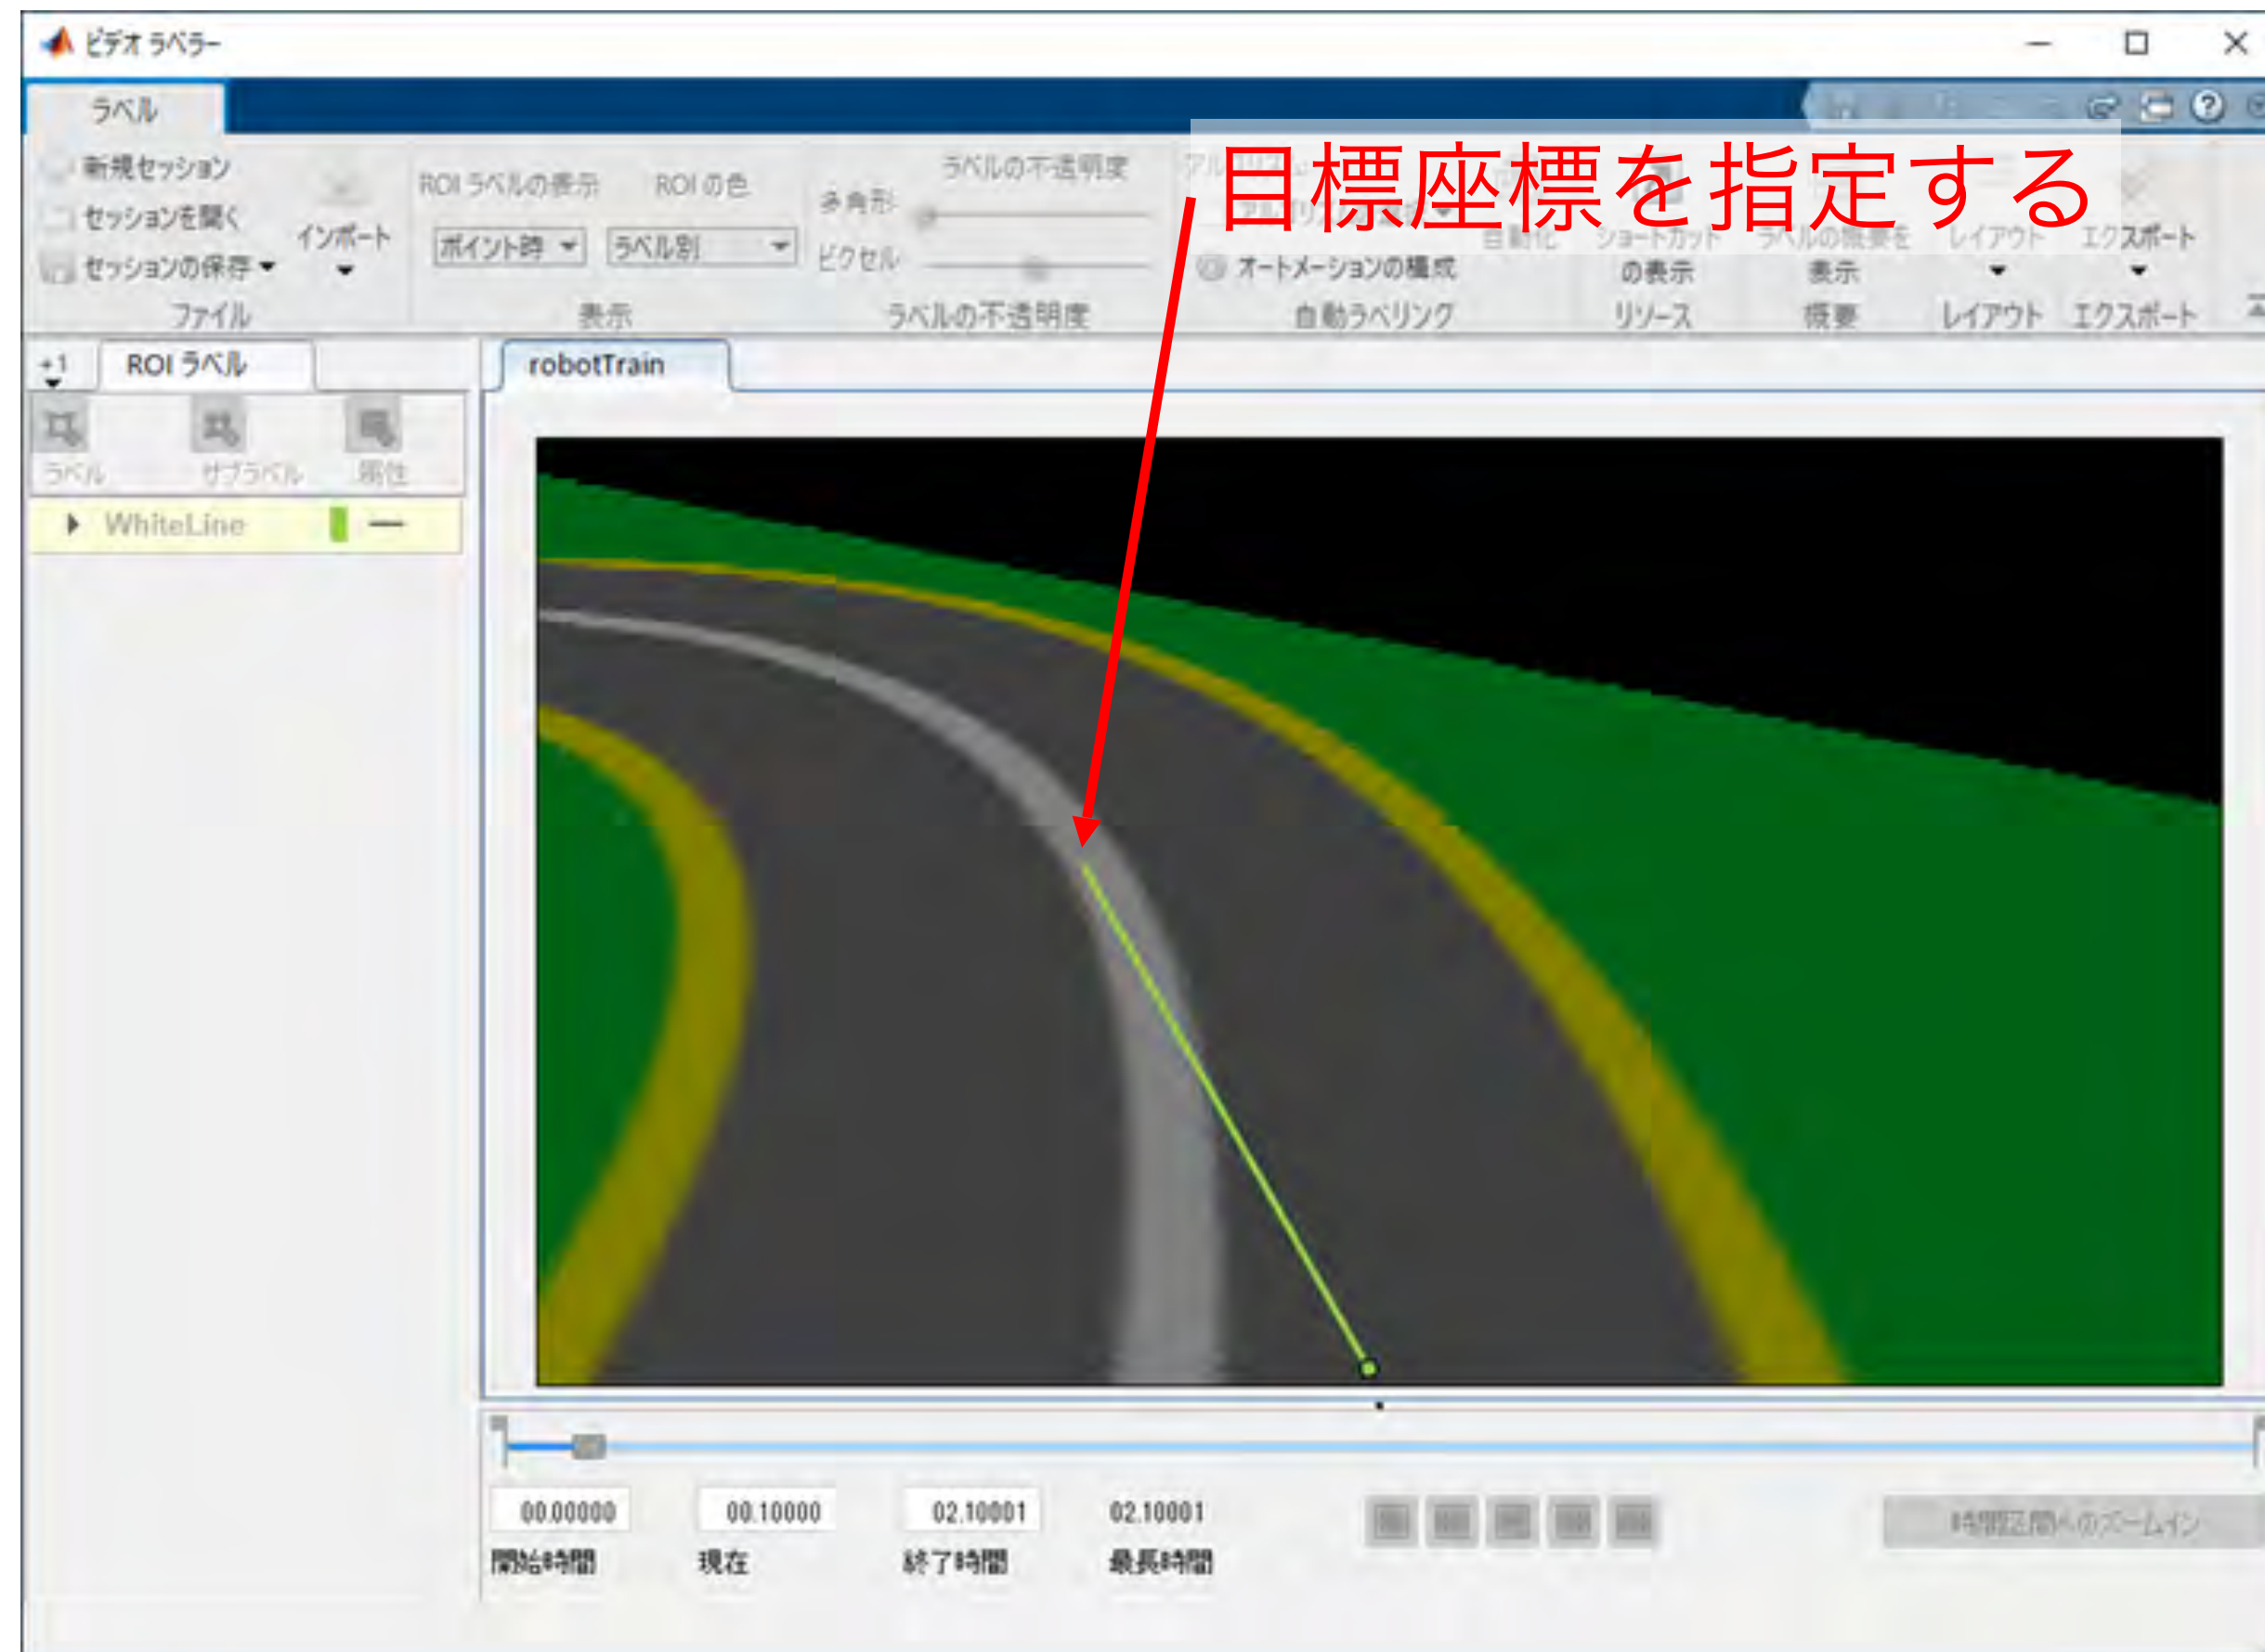 ビデオ ラベラー
ラベル
目標座標を指定する
新規セッション
セッションを開く
セッションの保存
インポート
ファイル
ROI ラベルの表示
ROI の色
ポイント時
ラベル別
表示
ラベルの不透明度
多角形
ピクセル
ラベルの不透明度
オートメーションの構成
自動化
自動ラベリング
ショートカット
の表示
リソース
ラベルの概要を
表示
概要
レイアウト
レイアウト
エクスポート
エクスポート
+1
ROI ラベル
robotTrain
ラベル
サブラベル
属性
WhiteLine
00.00000
00.10000
02.10001
02.10001
開始時間
現在
終了時間
最長時間
時間区間へのズームイン